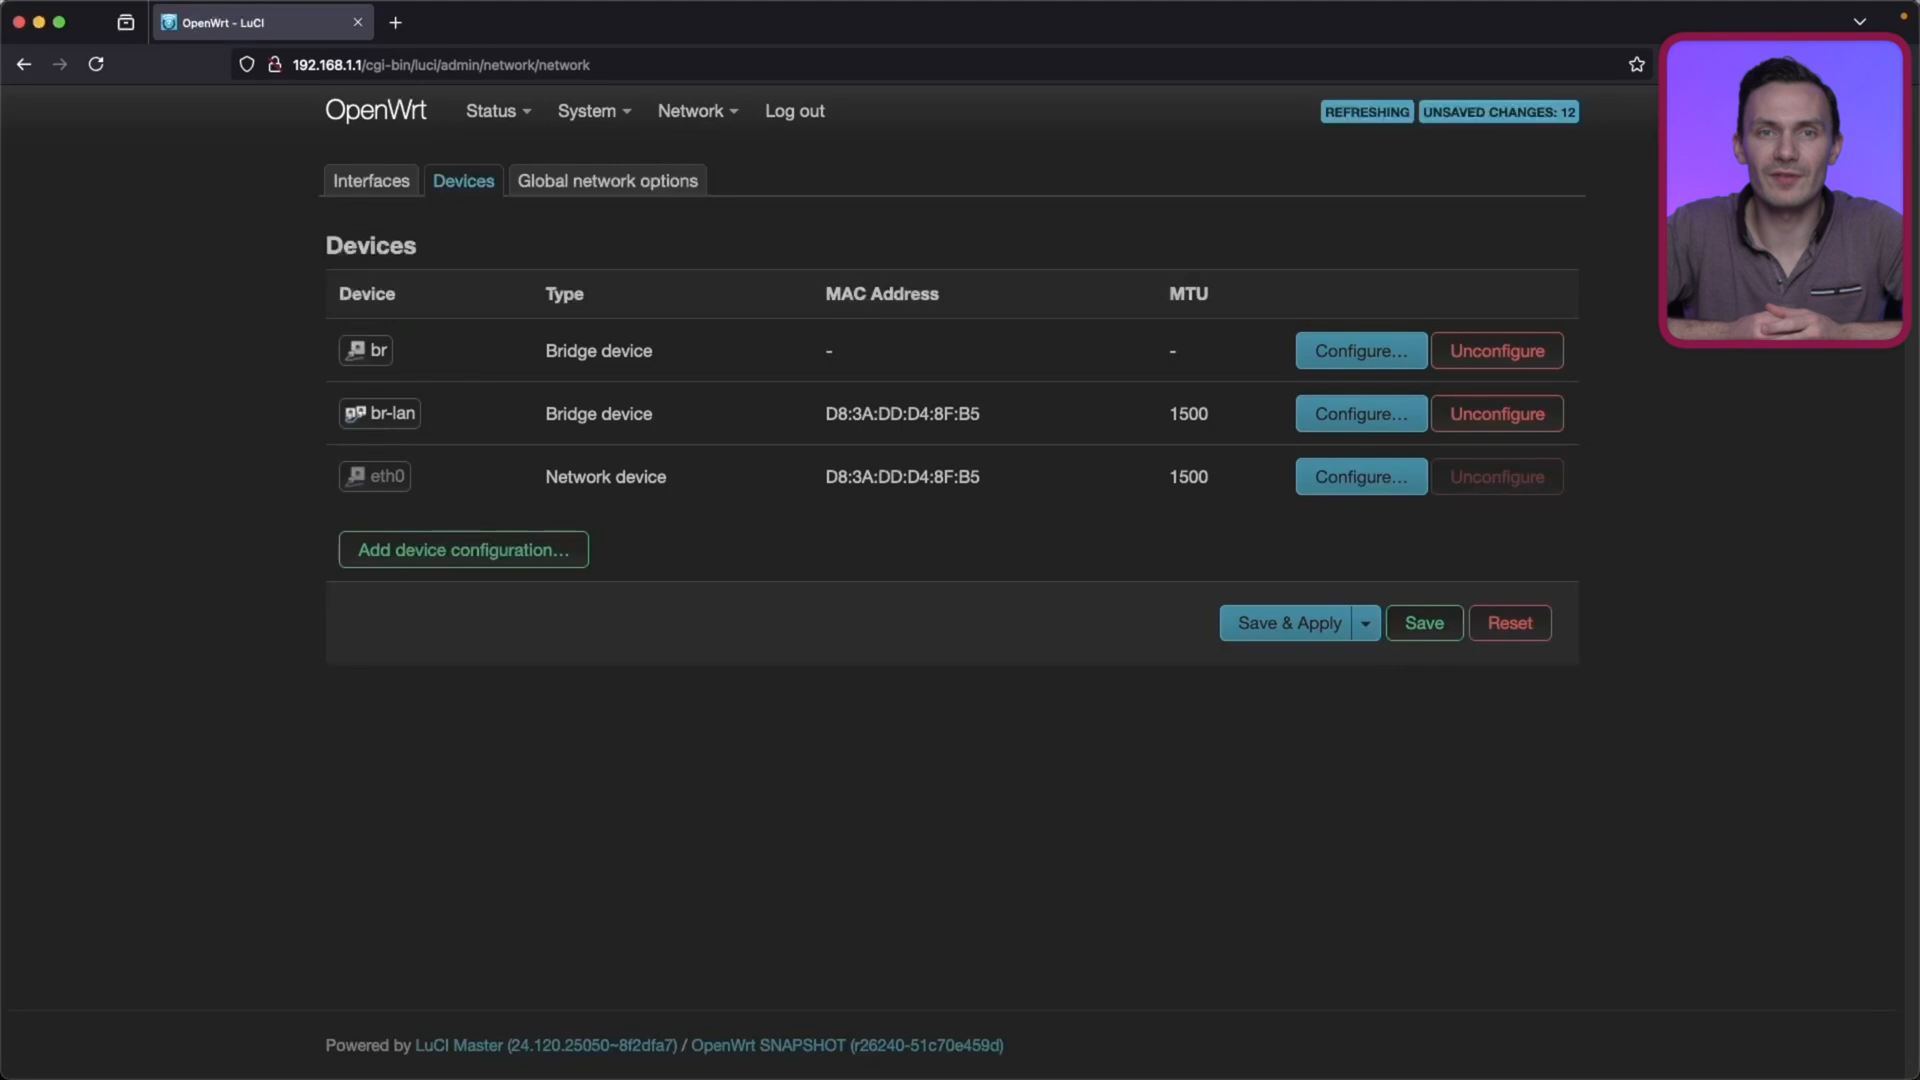 OpenWrt - LuCI
192.168.1.1/cgi-bin/luci/admin/network/network
OpenWrt Status System Network Log out REFRESHING UNSAVED CHANGES: 12
Interfaces Devices Global network options
Devices
Device Type MAC Address MTU
br Bridge device - - Configure... Unconfigure
br-lan Bridge device D8:3A:DD:D4:8F:B5 1500 Configure... Unconfigure
eth0 Network device D8:3A:DD:D4:8F:B5 1500 Configure... Unconfigure
Add device configuration...
Save & Apply Save Reset
Powered by LuCI Master (24.120.25050~8f2dfa7) / OpenWrt SNAPSHOT (r26240-51c70e459d)